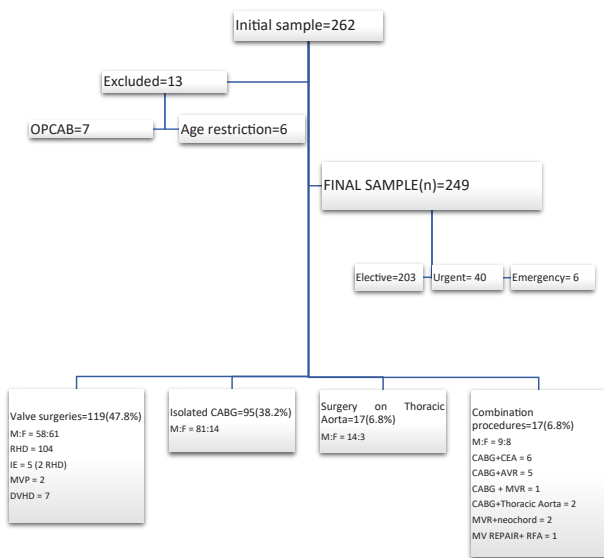 Initial sample=262
Excluded=13
OPCAB=7
Age restriction=6
FINAL SAMPLE(n)=249
Elective=203
Urgent= 40
Emergency= 6
Valve surgeries=119(47.8%)
M:F = 58:61
RHD = 104
IE = 5 (2 RHD)
MVP = 2
DVHD = 7
Isolated CABG=95(38.2%)
M:F = 81:14
Surgery on Thoracic
Aorta=17(6.8%)
M:F = 14:3
Combination
procedures=17(6.8%)
M:F = 9:8
CABG+CEA = 6
CABG+AVR = 5
CABG + MVR = 1
CABG+Thoracic Aorta = 2
MVR+neochord = 2
MV REPAIR+ RFA = 1